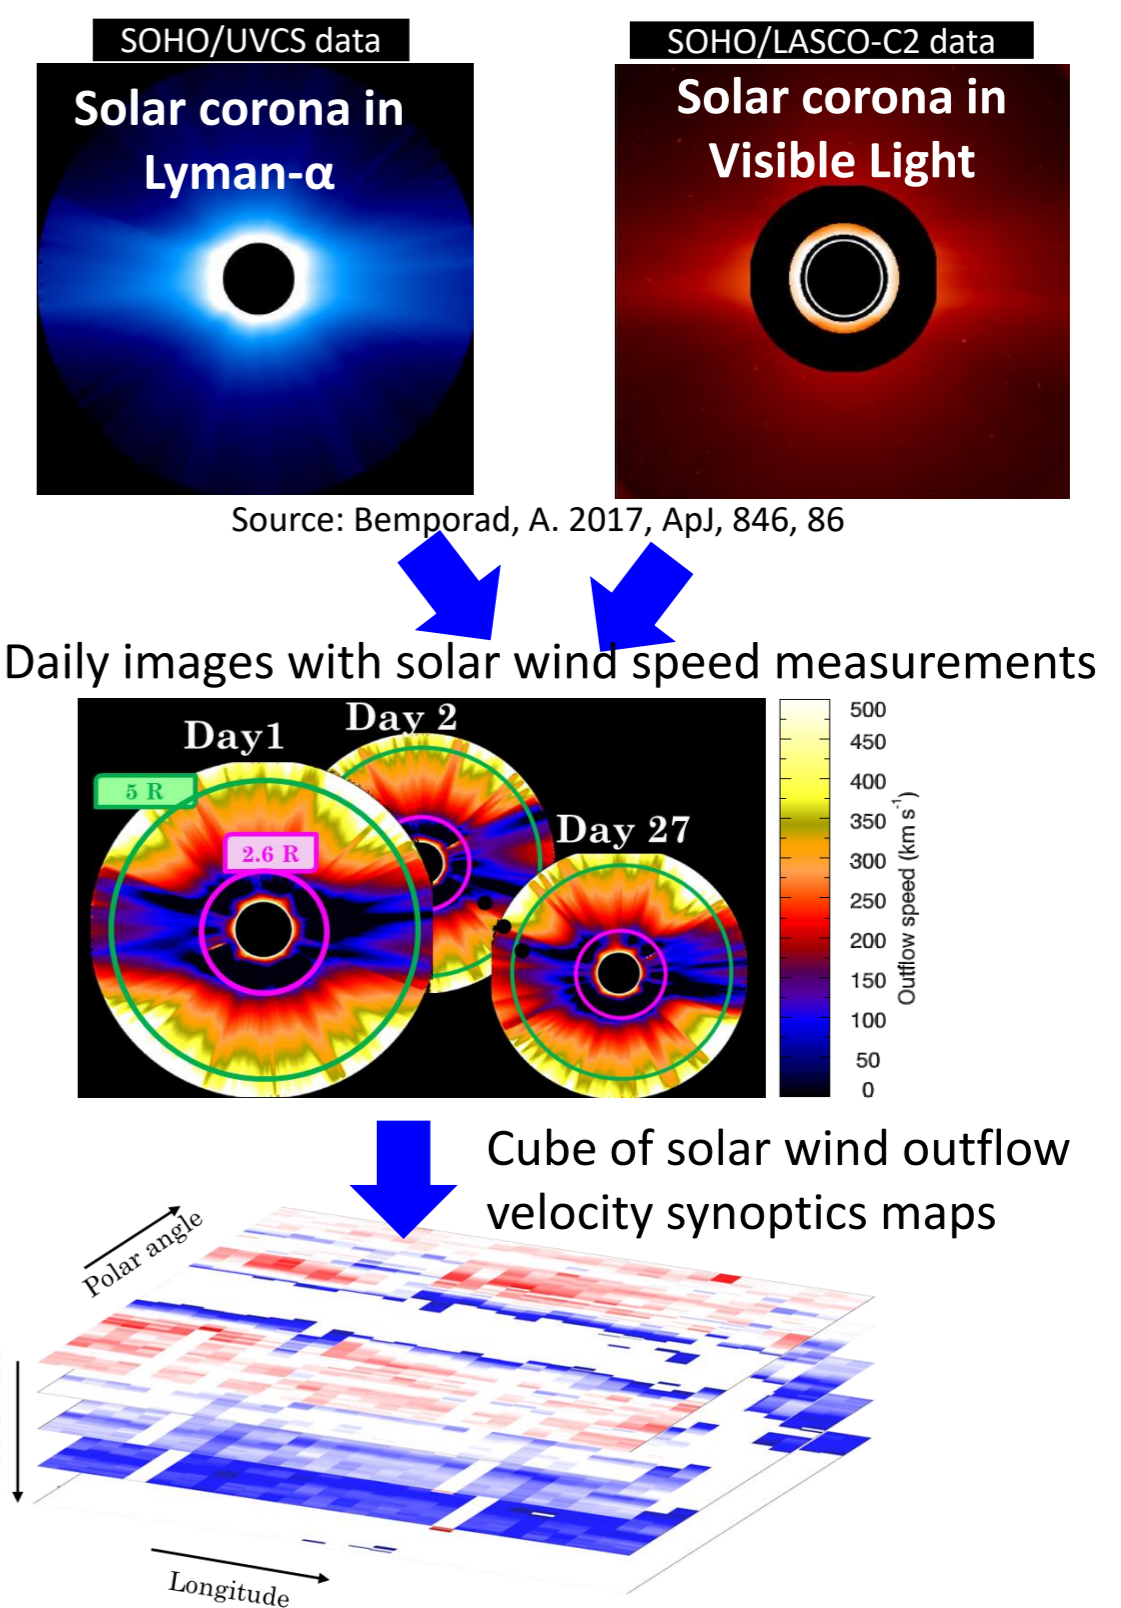 SOHO/UVCS data
SOHO/LASCO-C2 data
Solar corona in
Lyman-α
Solar corona in
Visible Light
Source: Bemporad, A. 2017, ApJ, 846, 86
Daily images with solar wind speed measurements
Day1
Day 2
Day 27
5 R
2.6 R
500
450
400
350
300
250
200
150
100
50
0
Outflow speed (km s⁻¹)
Cube of solar wind outflow
velocity synoptics maps
Polar angle
Longitude